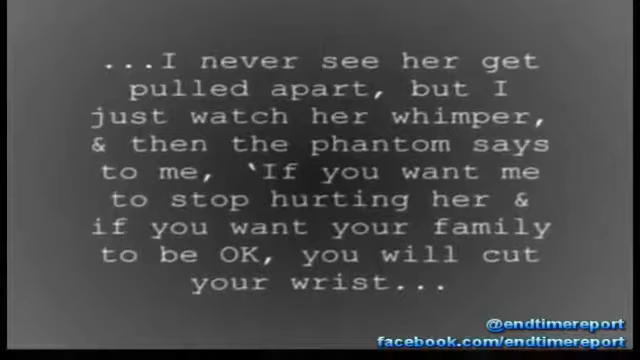 ...I never see her get
pulled apart, but I
just watch her whimper,
& then the phantom says
to me, ‘If you want me
to stop hurting her &
if you want your family
to be OK, you will cut
your wrist...
@endtimereport
facebook.com/endtimereport